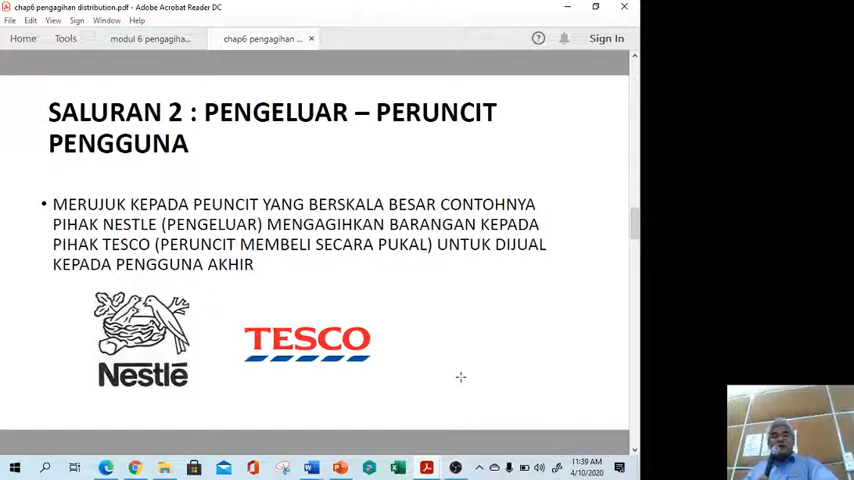 chap6 pengagihan distribution.pdf - Adobe Acrobat Reader DC
File Edit View Sign Window Help
Home Tools modul 6 pengagiha... chap6 pengagihan ... × Sign In
SALURAN 2 : PENGELUAR – PERUNCIT
PENGGUNA
• MERUJUK KEPADA PEUNCIT YANG BERSKALA BESAR CONTOHNYA
PIHAK NESTLE (PENGELUAR) MENGAGIHKAN BARANGAN KEPADA
PIHAK TESCO (PERUNCIT MEMBELI SECARA PUKAL) UNTUK DIJUAL
KEPADA PENGGUNA AKHIR
Nestlé
TESCO
11:39 AM
4/10/2020